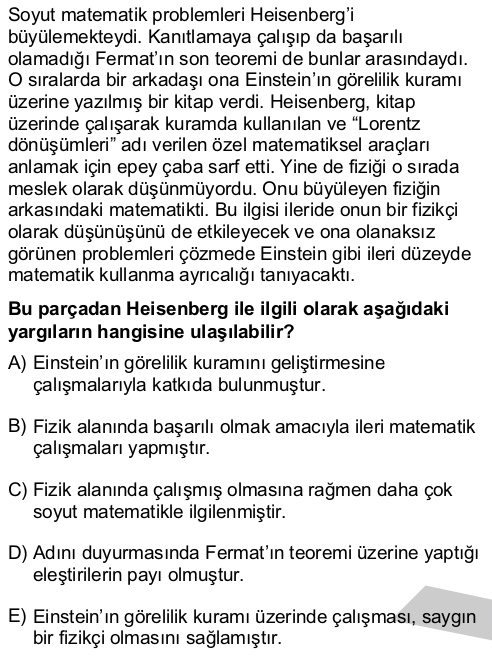 Soyut matematik problemleri Heisenberg’i
büyülemekteydi. Kanıtlamaya çalışıp da başarılı
olamadığı Fermat’ın son teoremi de bunlar arasındaydı.
O sıralarda bir arkadaşı ona Einstein’ın görelilik kuramı
üzerine yazılmış bir kitap verdi. Heisenberg, kitap
üzerinde çalışarak kuramda kullanılan ve “Lorentz
dönüşümleri” adı verilen özel matematiksel araçları
anlamak için epey çaba sarf etti. Yine de fiziği o sırada
meslek olarak düşünmüyordu. Onu büyüleyen fiziğin
arkasındaki matematikti. Bu ilgisi ileride onun bir fizikçi
olarak düşünüşünü de etkileyecek ve ona olanaksız
görünen problemleri çözmede Einstein gibi ileri düzeyde
matematik kullanma ayrıcalığı tanıyacaktı.
Bu parçadan Heisenberg ile ilgili olarak aşağıdaki
yargıların hangisine ulaşılabilir?
A) Einstein’ın görelilik kuramını geliştirmesine
çalışmalarıyla katkıda bulunmuştur.
B) Fizik alanında başarılı olmak amacıyla ileri matematik
çalışmaları yapmıştır.
C) Fizik alanında çalışmış olmasına rağmen daha çok
soyut matematikle ilgilenmiştir.
D) Adını duyurmasında Fermat’ın teoremi üzerine yaptığı
eleştirilerin payı olmuştur.
E) Einstein’ın görelilik kuramı üzerinde çalışması, saygın
bir fizikçi olmasını sağlamıştır.